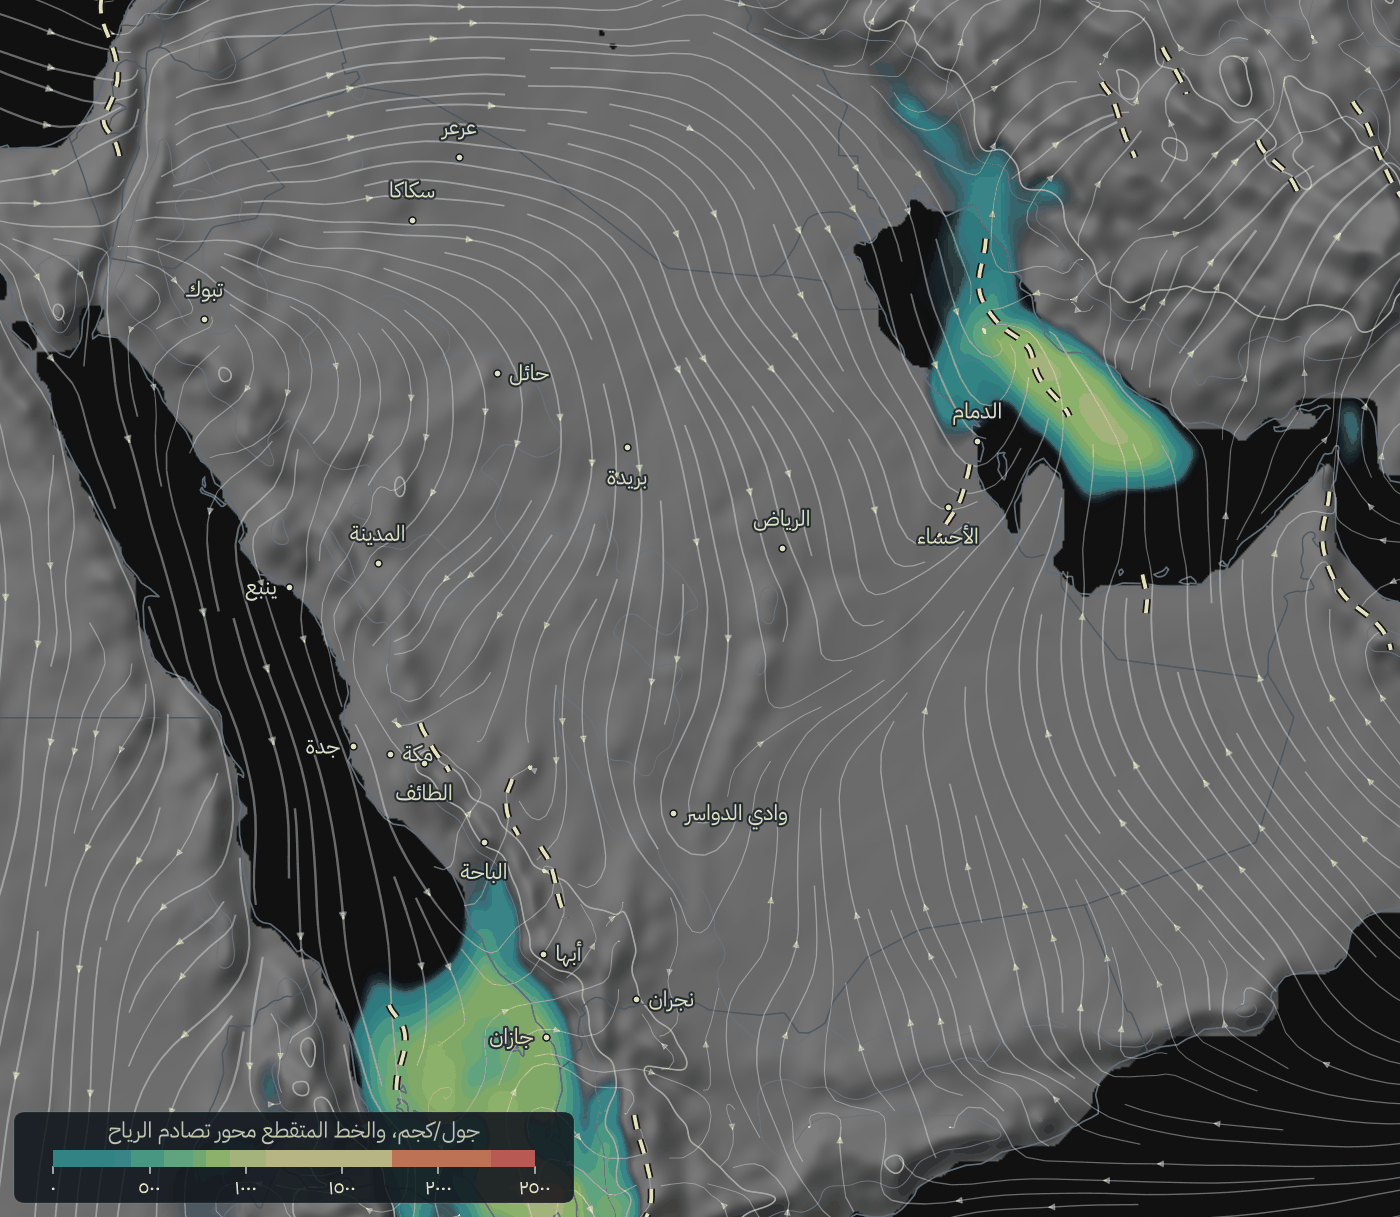 عرعر
سكاكا
تبوك
حائل
الدمام
بريدة
الرياض
المدينة
الأحساء
ينبع
جدة
مكة
الطائف
وادي الدواسر
الباحة
أبها
نجران
جازان
جول/كجم، والخط المتقطع محور تصادم الرياح
٠ ٥٠٠ ١٠٠٠ ١٥٠٠ ٢٠٠٠ ٢٥٠٠